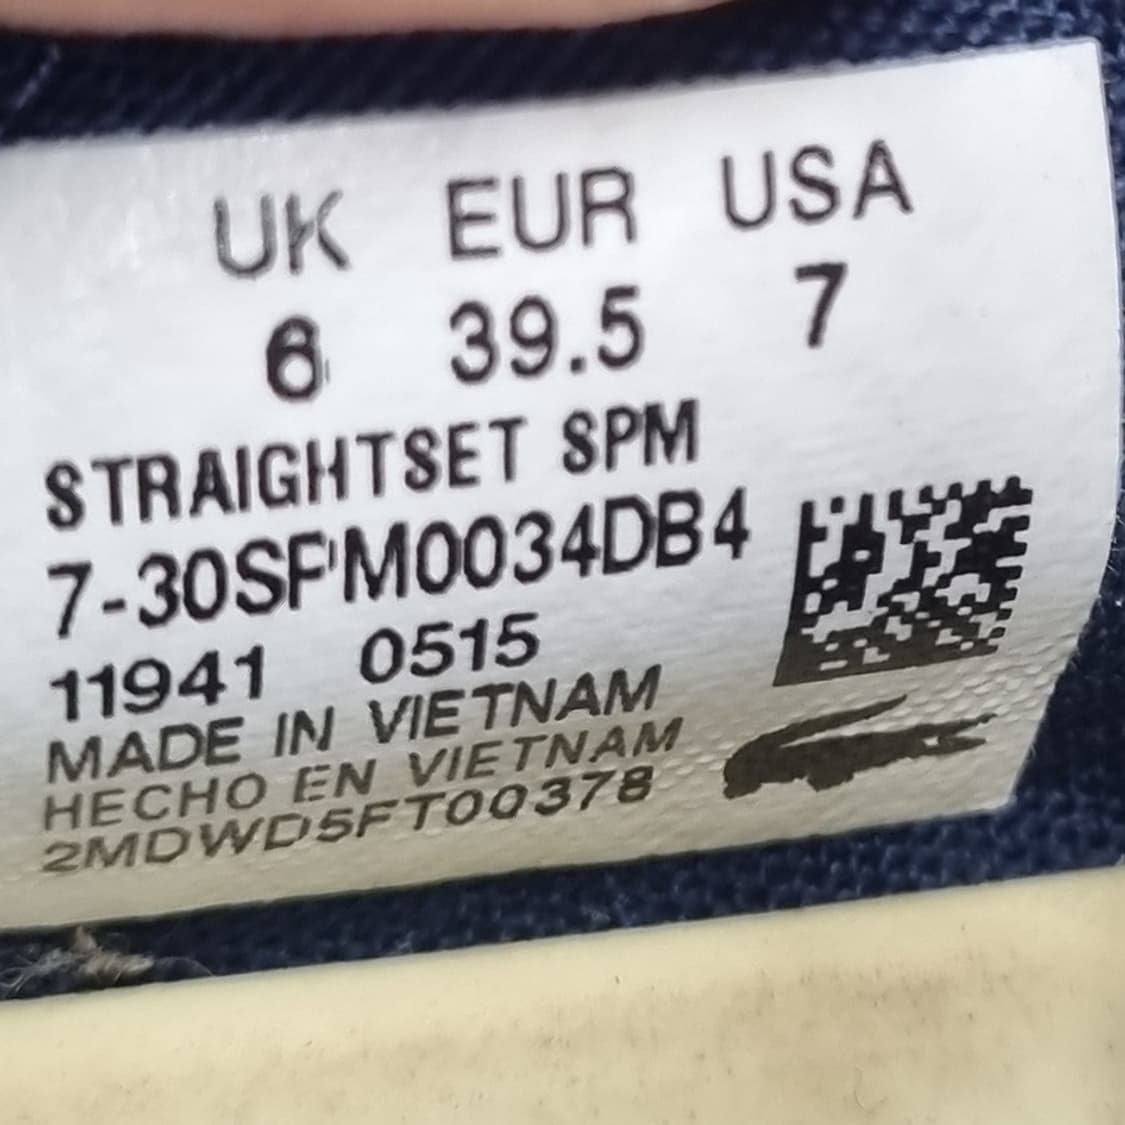 UK EUR USA
6 39.5 7
STRAIGHTSET SPM
7-30SPM0034DB4
11941 0515
MADE IN VIETNAM
HECHO EN VIETNAM
2MDWD5FT00378